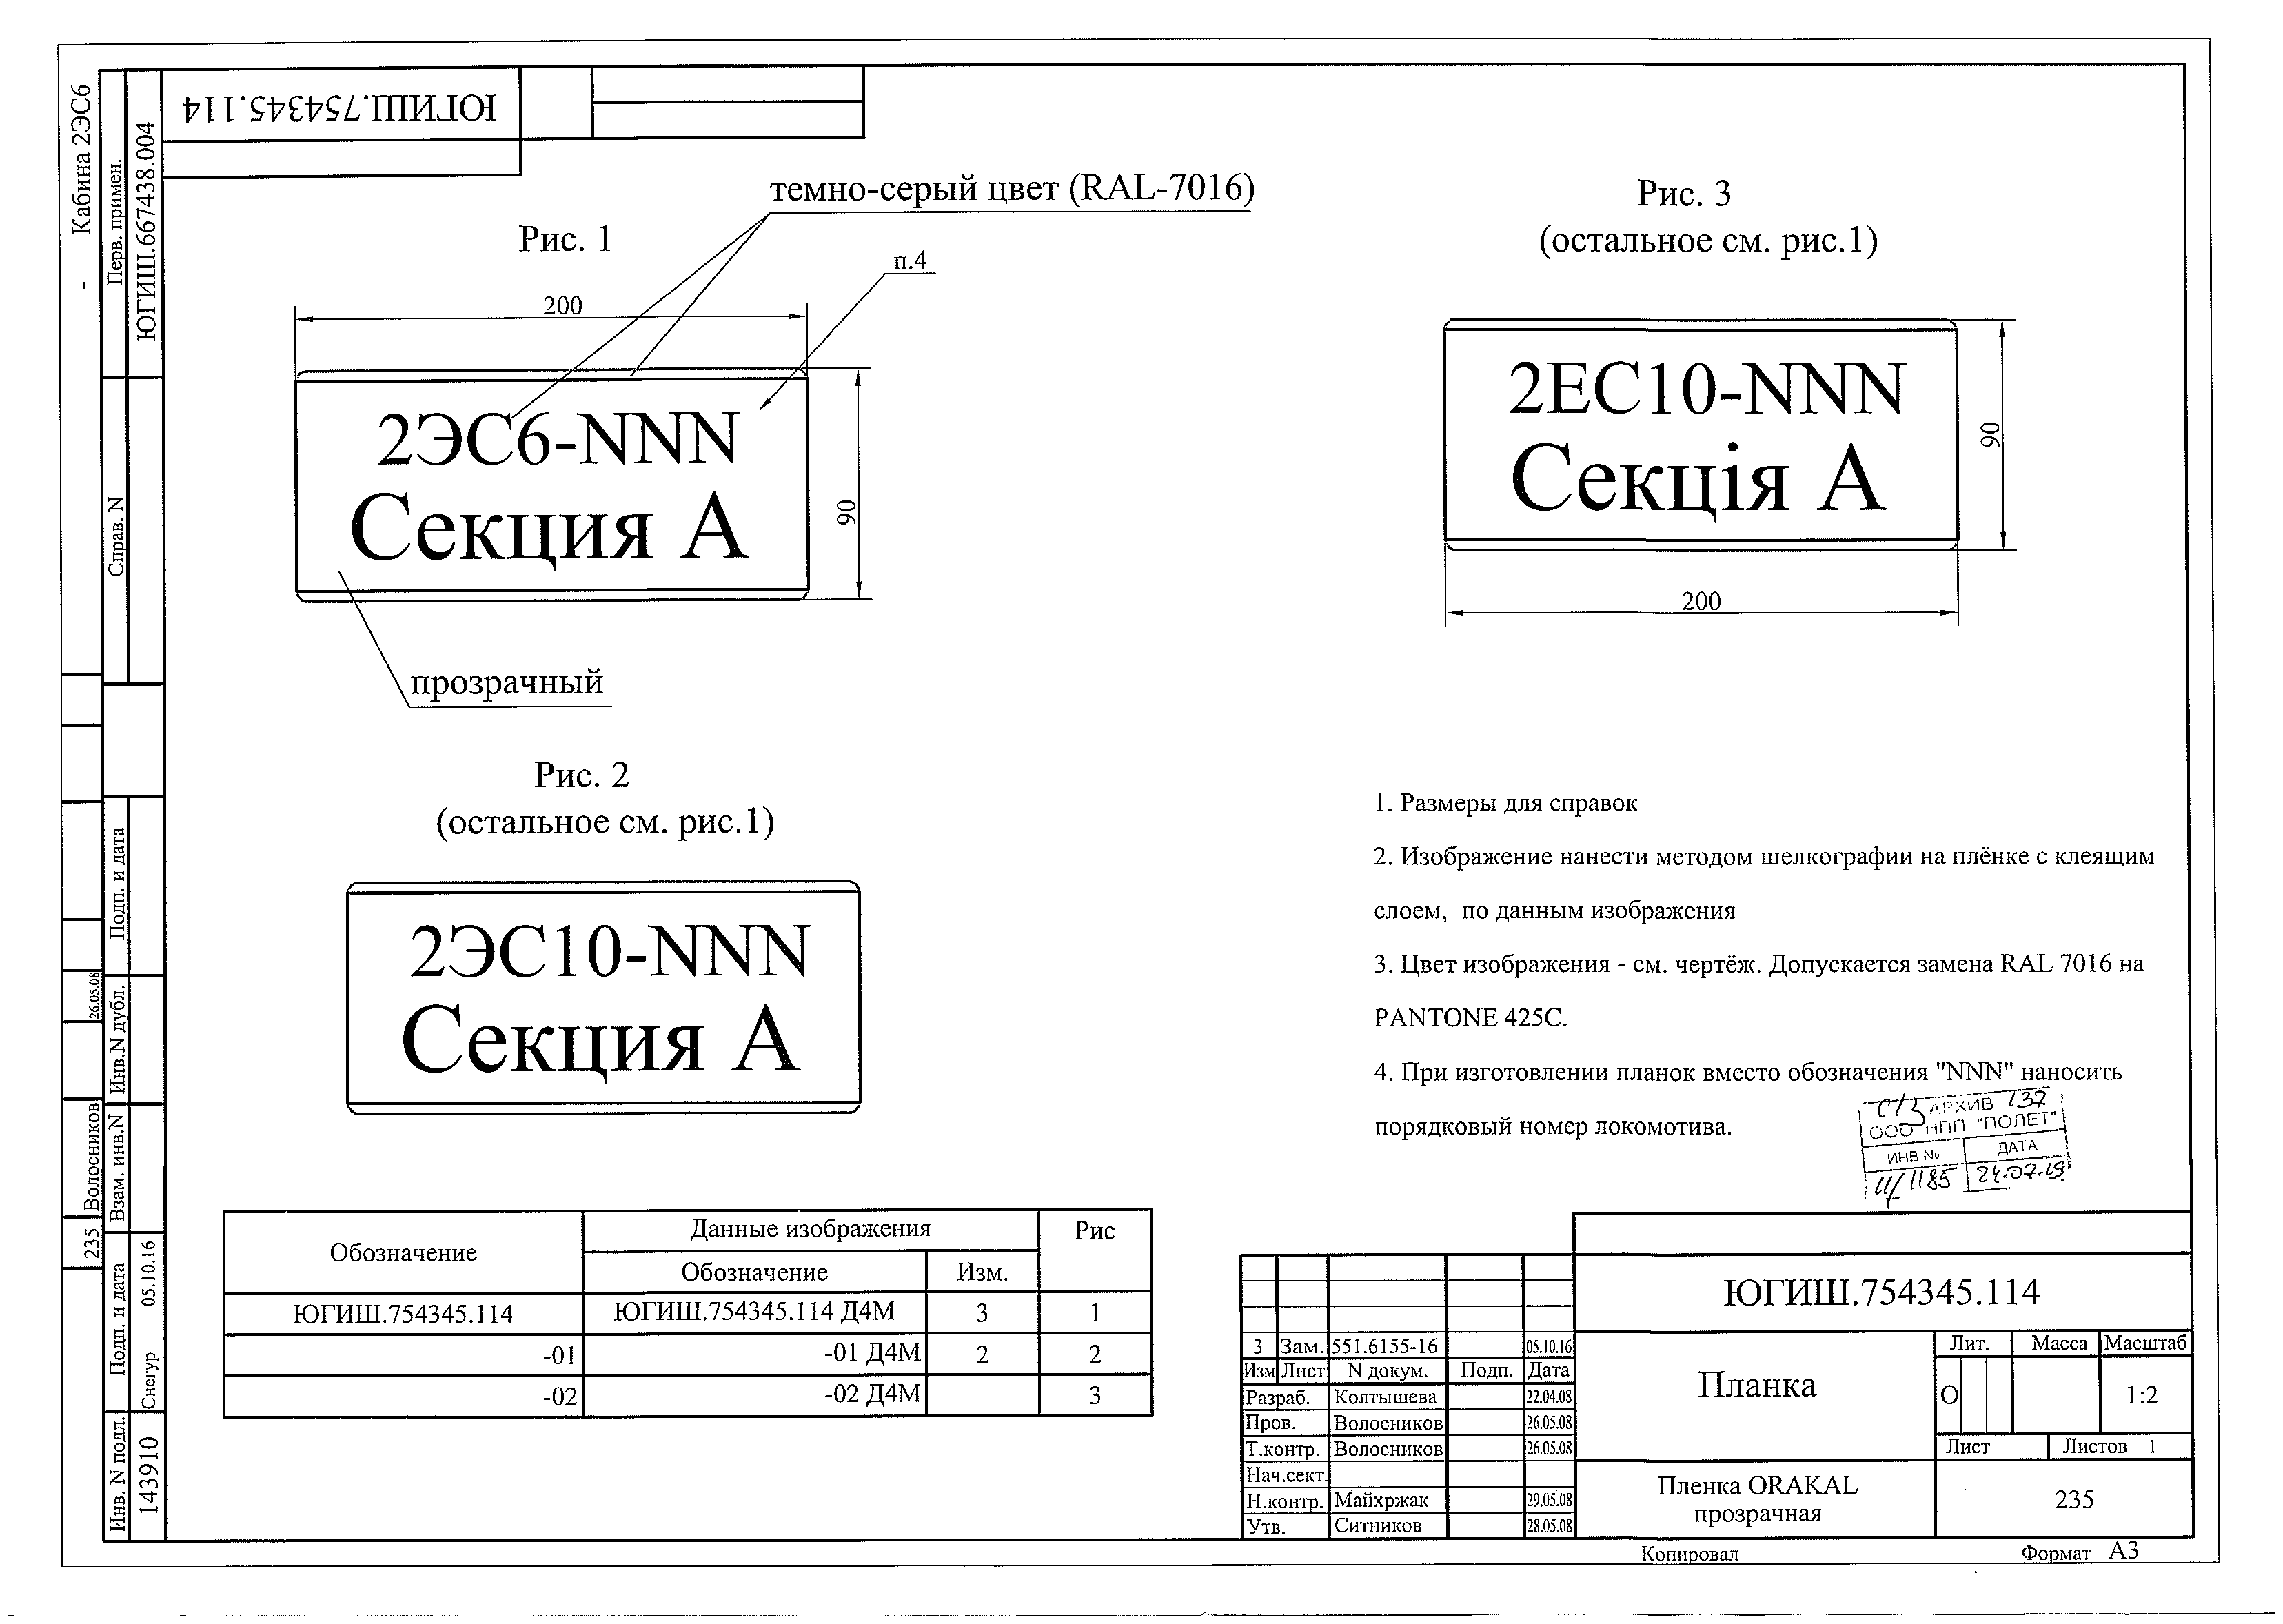 ЮГИШ.754345.114
Кабина 2ЭС6
-
Перв. примен.
ЮГИШ.667438.004
Справ. N
Подп. и дата
Инв.N дубл.
26.05.08
Взам. инв.N
Волосников
235
Подп. и дата
Снегур 05.10.16
Инв. N подл.
143910
темно-серый цвет (RAL-7016)
Рис. 1
п.4
200
2ЭС6-NNN
Секция А
90
прозрачный
Рис. 2
(остальное см. рис.1)
2ЭС10-NNN
Секция А
Рис. 3
(остальное см. рис.1)
2ЕС10-NNN
Секція А
90
200
1. Размеры для справок
2. Изображение нанести методом шелкографии на плёнке с клеящим
слоем, по данным изображения
3. Цвет изображения - см. чертёж. Допускается замена RAL 7016 на
PANTONE 425C.
4. При изготовлении планок вместо обозначения "NNN" наносить
порядковый номер локомотива.
АРХИВ 137
ООО НПП "ПОЛЕТ"
ИНВ № ДАТА
1185 24.07.19
Обозначение Данные изображения Рис
Обозначение Изм.
ЮГИШ.754345.114 ЮГИШ.754345.114 Д4М 3 1
-01 -01 Д4М 2 2
-02 -02 Д4М 3
ЮГИШ.754345.114
3 Зам. 551.6155-16 05.10.16
Изм Лист N докум. Подп. Дата
Разраб. Колтышева 22.04.08
Пров. Волосников 26.05.08
Т.контр. Волосников 26.05.08
Нач.сект.
Н.контр. Майхржак 29.05.08
Утв. Ситников 28.05.08
Планка
Лит. Масса Масштаб
О 1:2
Лист Листов 1
Пленка ORAKAL
прозрачная
235
Копировал Формат А3